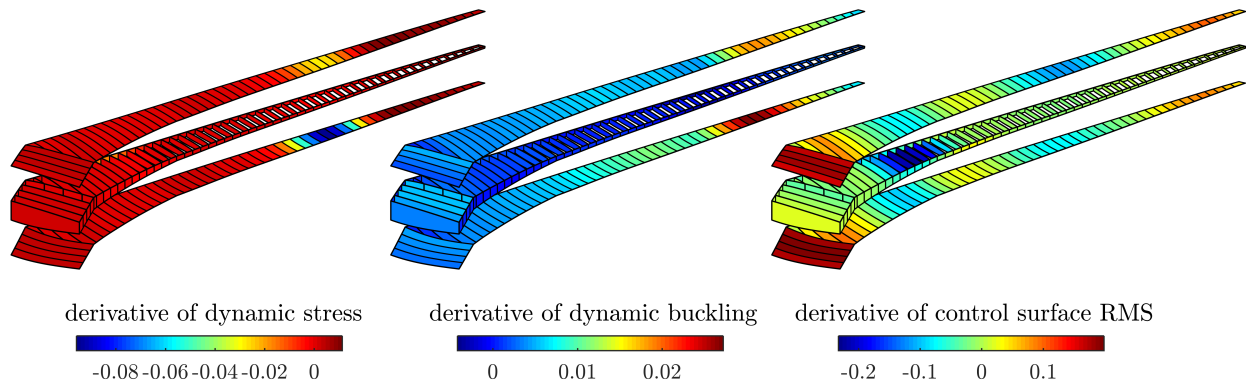 derivative of dynamic stress
derivative of dynamic buckling
derivative of control surface RMS
-0.08 -0.06 -0.04 -0.02 0
0 0.01 0.02
-0.2 -0.1 0 0.1